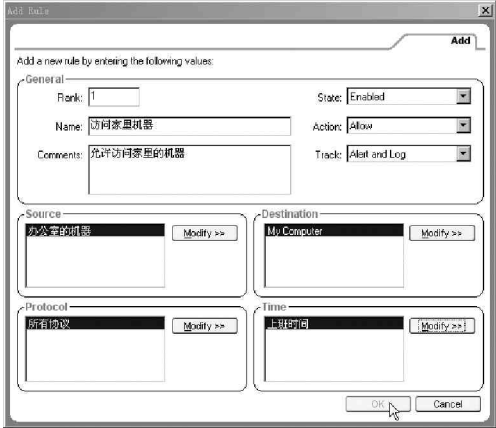 Add Rule
Add
Add a new rule by entering the following values:
General
Rank: 1
State: Enabled
Name: 访问家里机器
Action: Allow
Comments: 允许访问家里的机器
Track: Alert and Log
Source
办公室的机器
Modify >>
Destination
My Computer
Modify >>
Protocol
所有协议
Modify >>
Time
上班时间
Modify >>
OK
Cancel